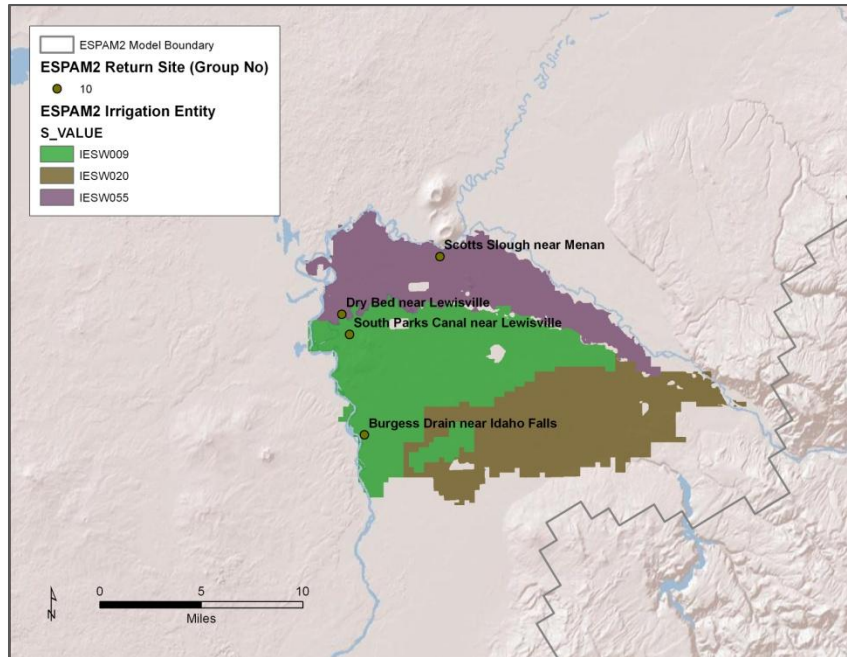 ESPAM2 Model Boundary
ESPAM2 Return Site (Group No)
10
ESPAM2 Irrigation Entity
S_VALUE
IESW009
IESW020
IESW055
Scotts Slough near Menan
Dry Bed near Lewisville
South Parks Canal near Lewisville
Burgess Drain near Idaho Falls
N
0 5 10
Miles